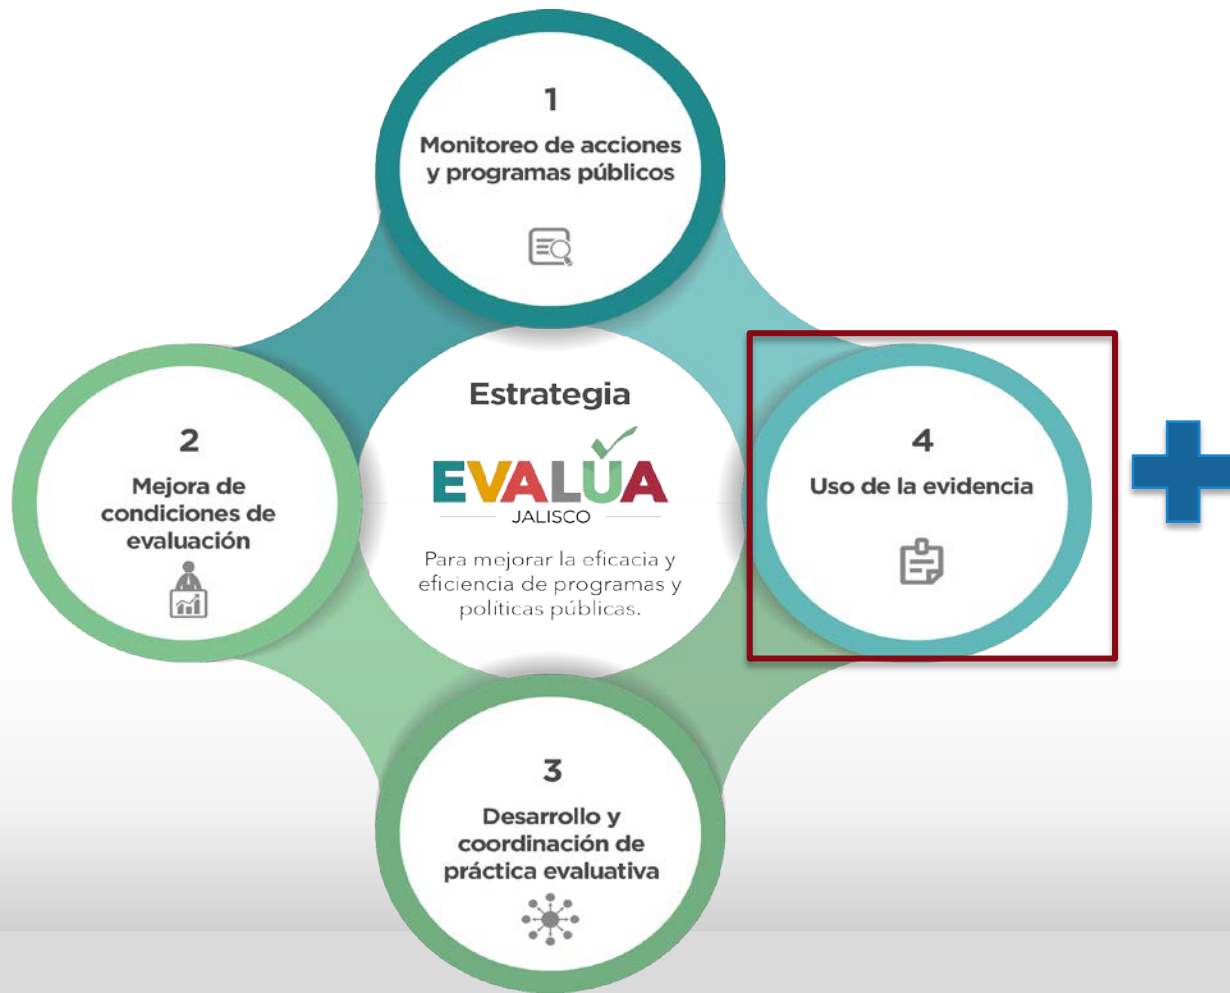 1
Monitoreo de acciones
y programas públicos
Estrategia
EVALÚA
JALISCO
Para mejorar la eficacia y
eficiencia de programas y
políticas públicas.
2
Mejora de
condiciones de
evaluación
4
Uso de la evidencia
3
Desarrollo y
coordinación de
práctica evaluativa